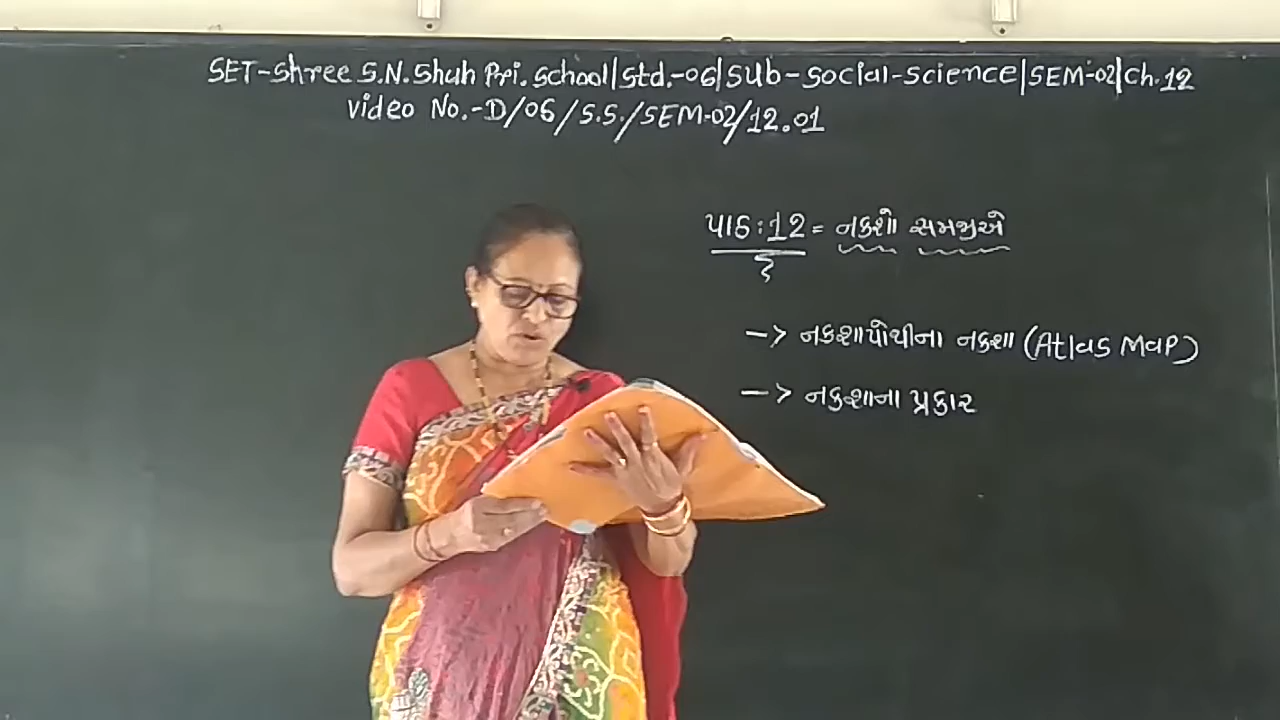 SET-Shree S.N.Shah Pri.School|Std.-06|Sub-Social-Science|SEM-02|Ch.12
Video No.-D/06/S.S./SEM-02/12.01
પાઠ:12 = નકશો સમજીએ
-> નકશાપોથીના નકશા (Atlas Map)
-> નકશાના પ્રકાર